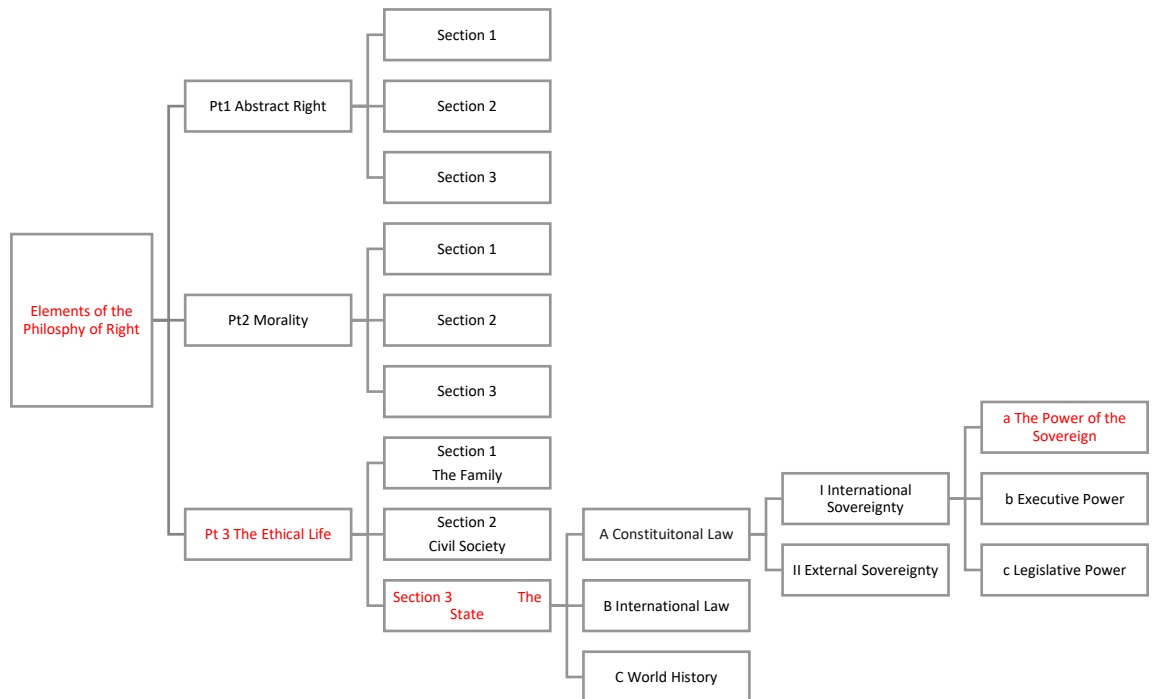 Elements of the
Philosphy of Right
Pt1 Abstract Right
Section 1
Section 2
Section 3
Pt2 Morality
Section 1
Section 2
Section 3
Pt 3 The Ethical Life
Section 1
The Family
Section 2
Civil Society
Section 3 The
State
A Constituitonal Law
I International
Sovereignty
a The Power of the
Sovereign
b Executive Power
c Legislative Power
II External Sovereignty
B International Law
C World History